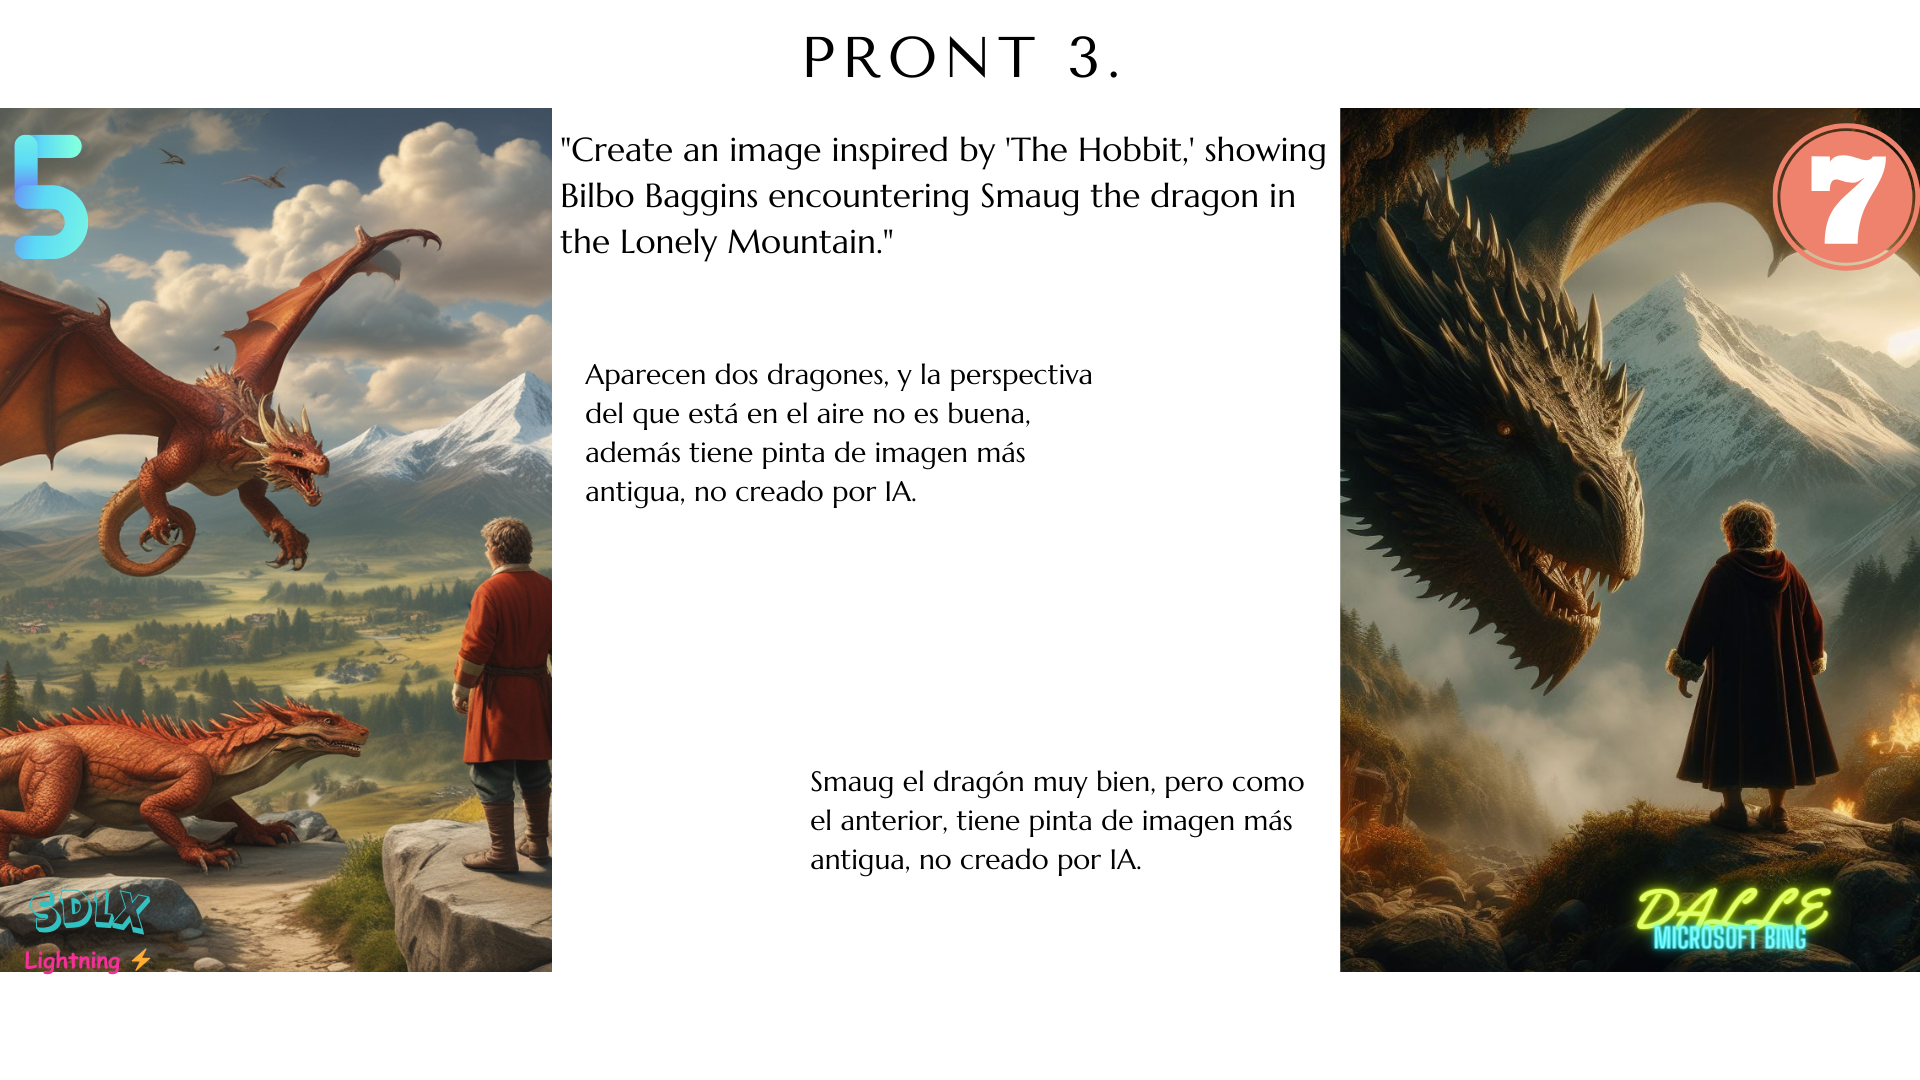 PRONT 3.
5
"Create an image inspired by 'The Hobbit,' showing
Bilbo Baggins encountering Smaug the dragon in
the Lonely Mountain."
7
Aparecen dos dragones, y la perspectiva
del que está en el aire no es buena,
además tiene pinta de imagen más
antigua, no creado por IA.
Smaug el dragón muy bien, pero como
el anterior, tiene pinta de imagen más
antigua, no creado por IA.
SDLX
Lightning ⚡
DALLE
MICROSOFT BING